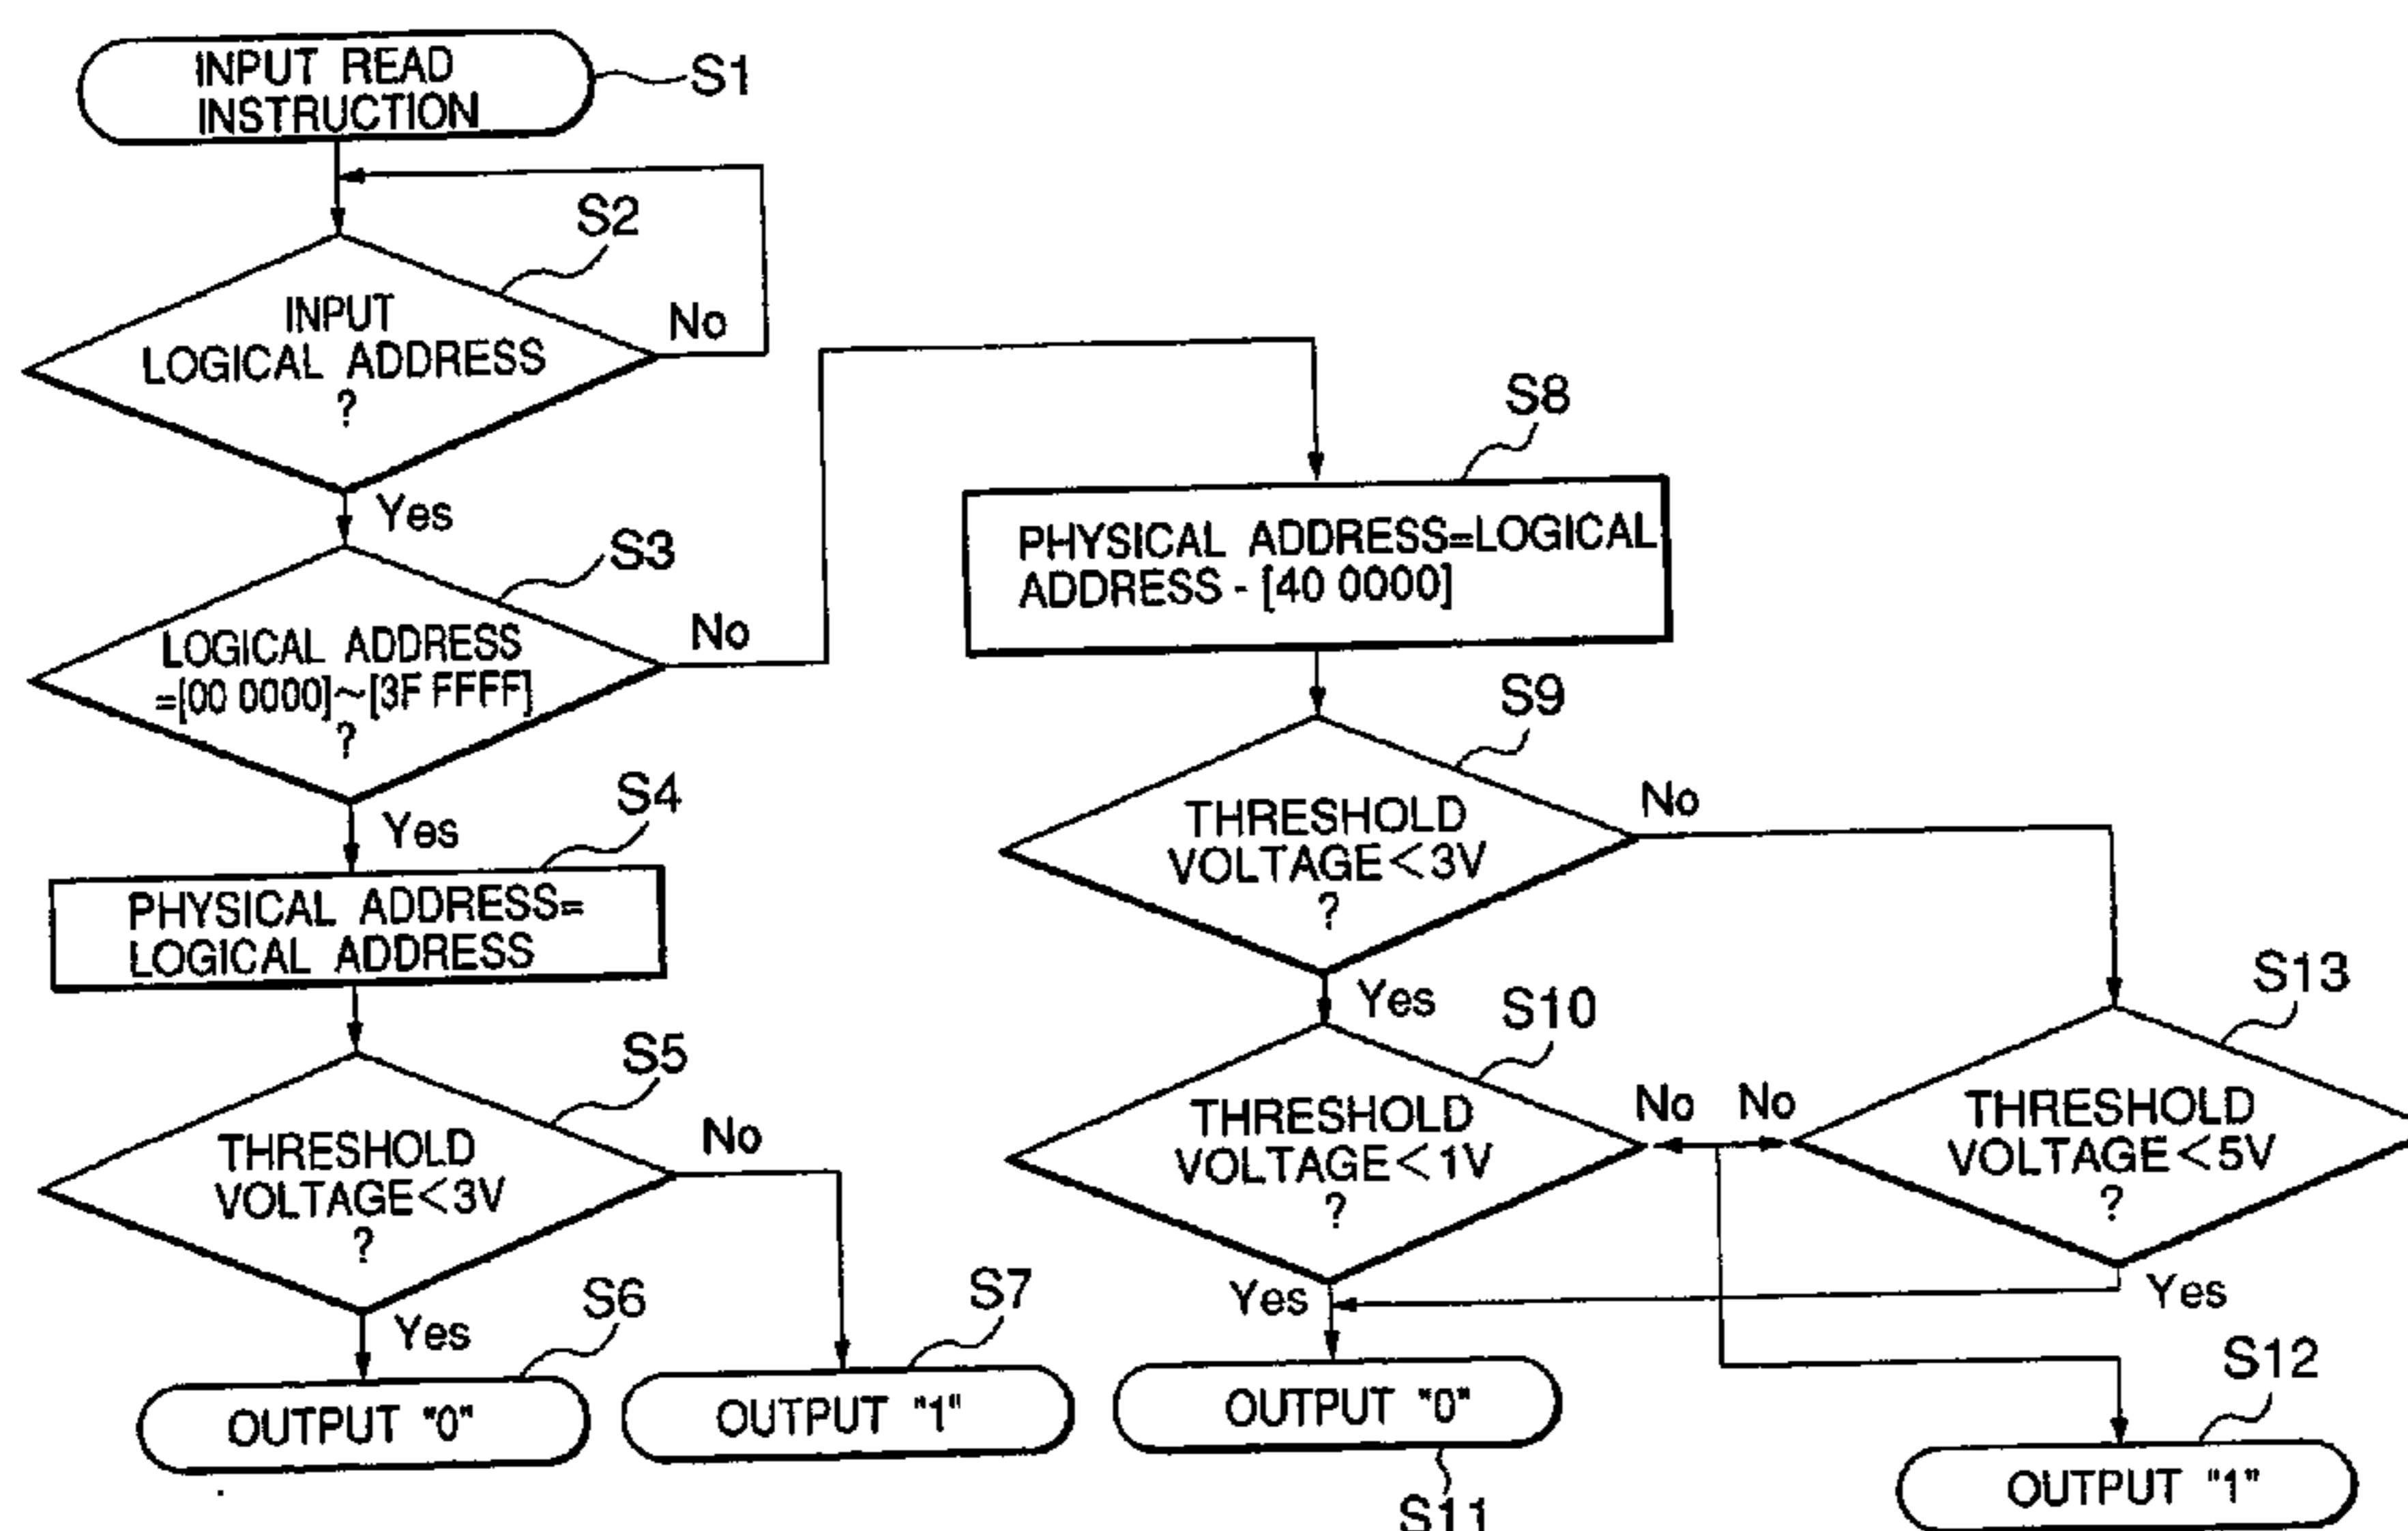 INPUT READ
INSTRUCTION
S1
S2
INPUT
LOGICAL ADDRESS
?
No
Yes
S3
LOGICAL ADDRESS
=[00 0000]~[3F FFFF]
?
No
Yes
S4
PHYSICAL ADDRESS=
LOGICAL ADDRESS
S5
THRESHOLD
VOLTAGE<3V
?
No
Yes
S6
OUTPUT "0"
S7
OUTPUT "1"
S8
PHYSICAL ADDRESS=LOGICAL
ADDRESS - [40 0000]
S9
THRESHOLD
VOLTAGE<3V
?
No
Yes
S10
THRESHOLD
VOLTAGE<1V
?
No
Yes
S13
No
THRESHOLD
VOLTAGE<5V
?
Yes
OUTPUT "0"
S11
S12
OUTPUT "1"